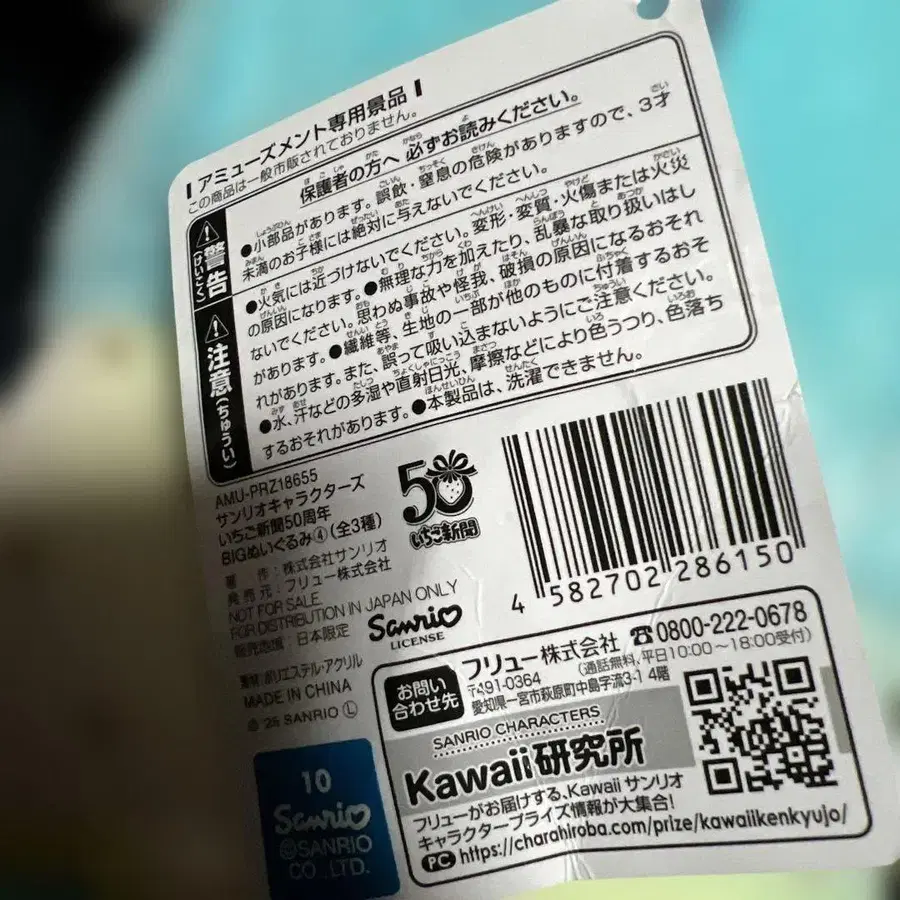 アミューズメント専用景品
この商品は一般市販されておりません。
保護者の方へ 必ずお読みください。
警告
(けいこく)
●小部品があります。誤飲・窒息の危険がありますので、3才
未満のお子様には絶対に与えないでください。
注意
(ちゅうい)
●火気には近づけないでください。変形・変質・火傷または火災
の原因になります。●無理な力を加えたり、乱暴な取り扱いはし
ないでください。思わぬ事故や怪我、破損の原因になるおそれ
があります。●繊維等、生地の一部が他のものに付着するおそ
れがあります。また、誤って吸い込まないようにご注意ください。
●水、汗などの多湿や直射日光、摩擦などにより色うつり、色落ち
するおそれがあります。●本製品は、洗濯できません。
AMU-PRZ18655
サンリオキャラクターズ
いちご新聞50周年
BIGぬいぐるみ④(全3種)
著 作:株式会社サンリオ
発売元:フリュー株式会社
NOT FOR SALE
FOR DISTRIBUTION IN JAPAN ONLY
販売地域:日本限定
素材:ポリエステル・アクリル
MADE IN CHINA
© '25 SANRIO Ⓛ
50
いちご新聞
Sanrio
LICENSE
4 582702 286150
お問い
合わせ先
フリュー株式会社 ☎0800-222-0678
(通話無料、平日10:00～18:00受付)
〒491-0364
愛知県一宮市萩原町中島字流3-1 4階
SANRIO CHARACTERS
Kawaii研究所
フリューがお届けする、Kawaii サンリオ
キャラクタープライズ情報が大集合!
PC https://charahiroba.com/prize/kawaiikenkyujo/
10
Sanrio
©SANRIO
CO.,LTD.